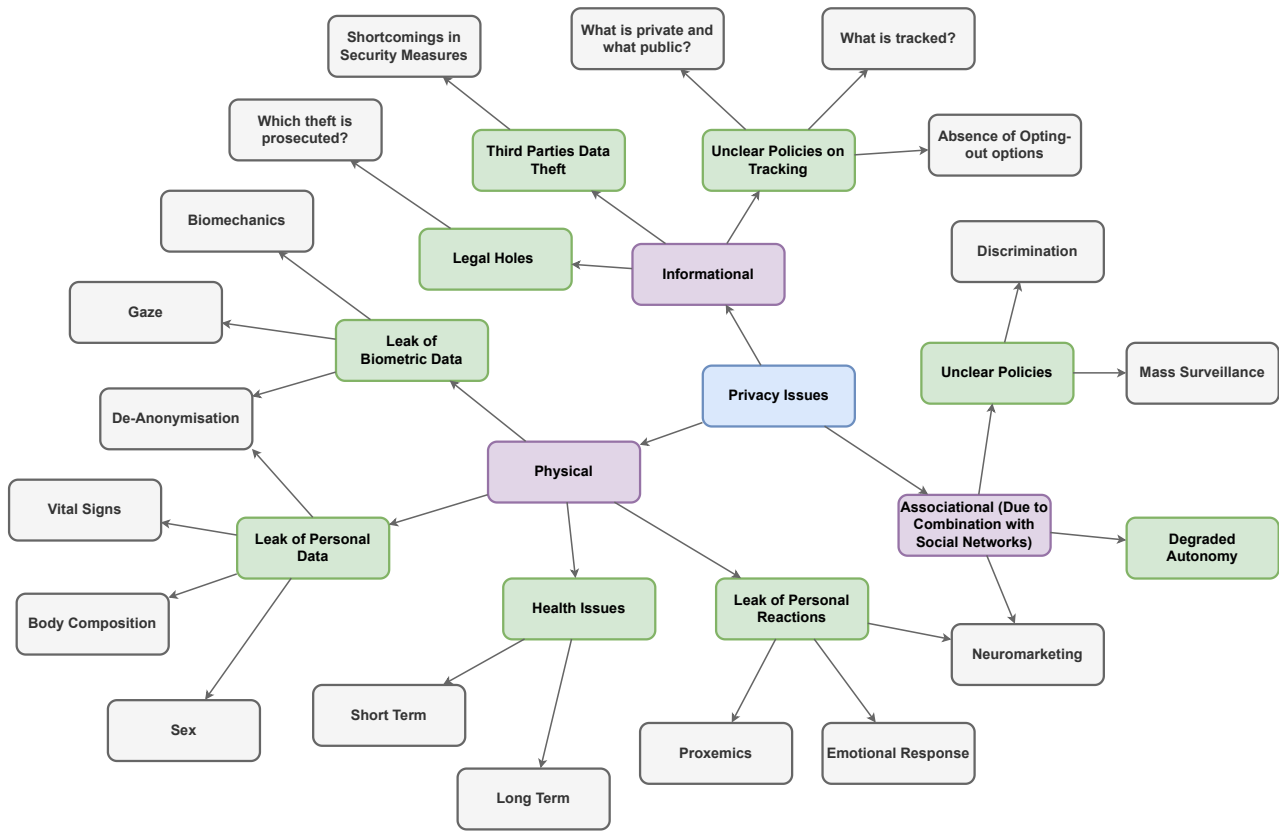 What is private and
what public?
What is tracked?
Shortcomings in
Security Measures
Which theft is
prosecuted?
Third Parties Data
Theft
Unclear Policies on
Tracking
Absence of Opting-
out options
Biomechanics
Legal Holes
Informational
Discrimination
Gaze
Leak of
Biometric Data
Unclear Policies
Mass Surveillance
Privacy Issues
De-Anonymisation
Physical
Vital Signs
Leak of Personal
Data
Associational (Due to
Combination with
Social Networks)
Degraded
Autonomy
Body Composition
Health Issues
Leak of Personal
Reactions
Neuromarketing
Sex
Short Term
Proxemics
Emotional Response
Long Term